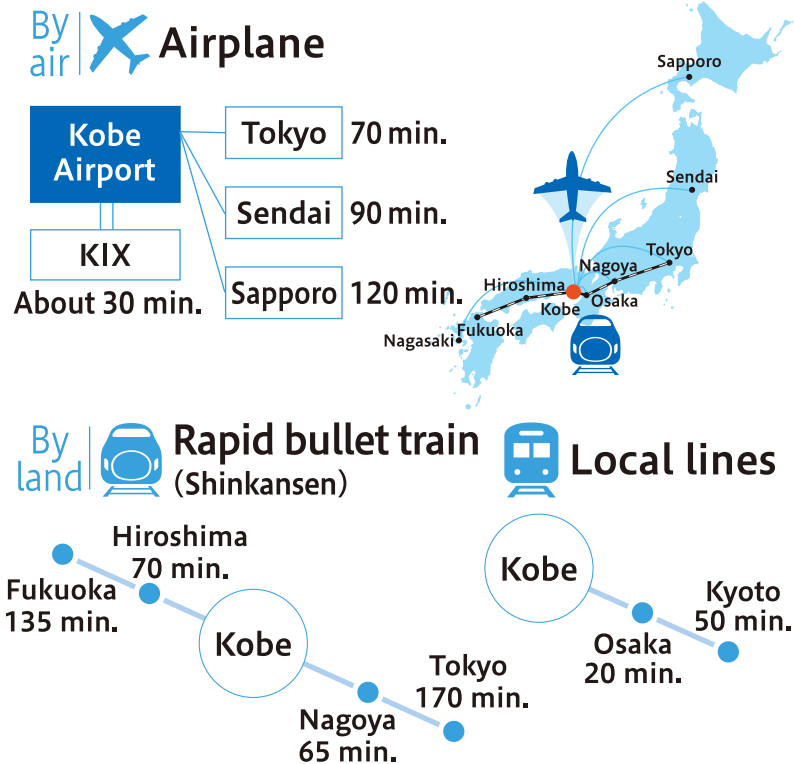 By
air
Airplane
Kobe
Airport
KIX
About 30 min.
Tokyo 70 min.
Sendai 90 min.
Sapporo 120 min.
Sapporo
Sendai
Tokyo
Nagoya
Hiroshima
Kobe
Osaka
Fukuoka
Nagasaki
By
land
Rapid bullet train
(Shinkansen)
Hiroshima
70 min.
Fukuoka
135 min.
Kobe
Tokyo
170 min.
Nagoya
65 min.
Local lines
Kobe
Kyoto
50 min.
Osaka
20 min.